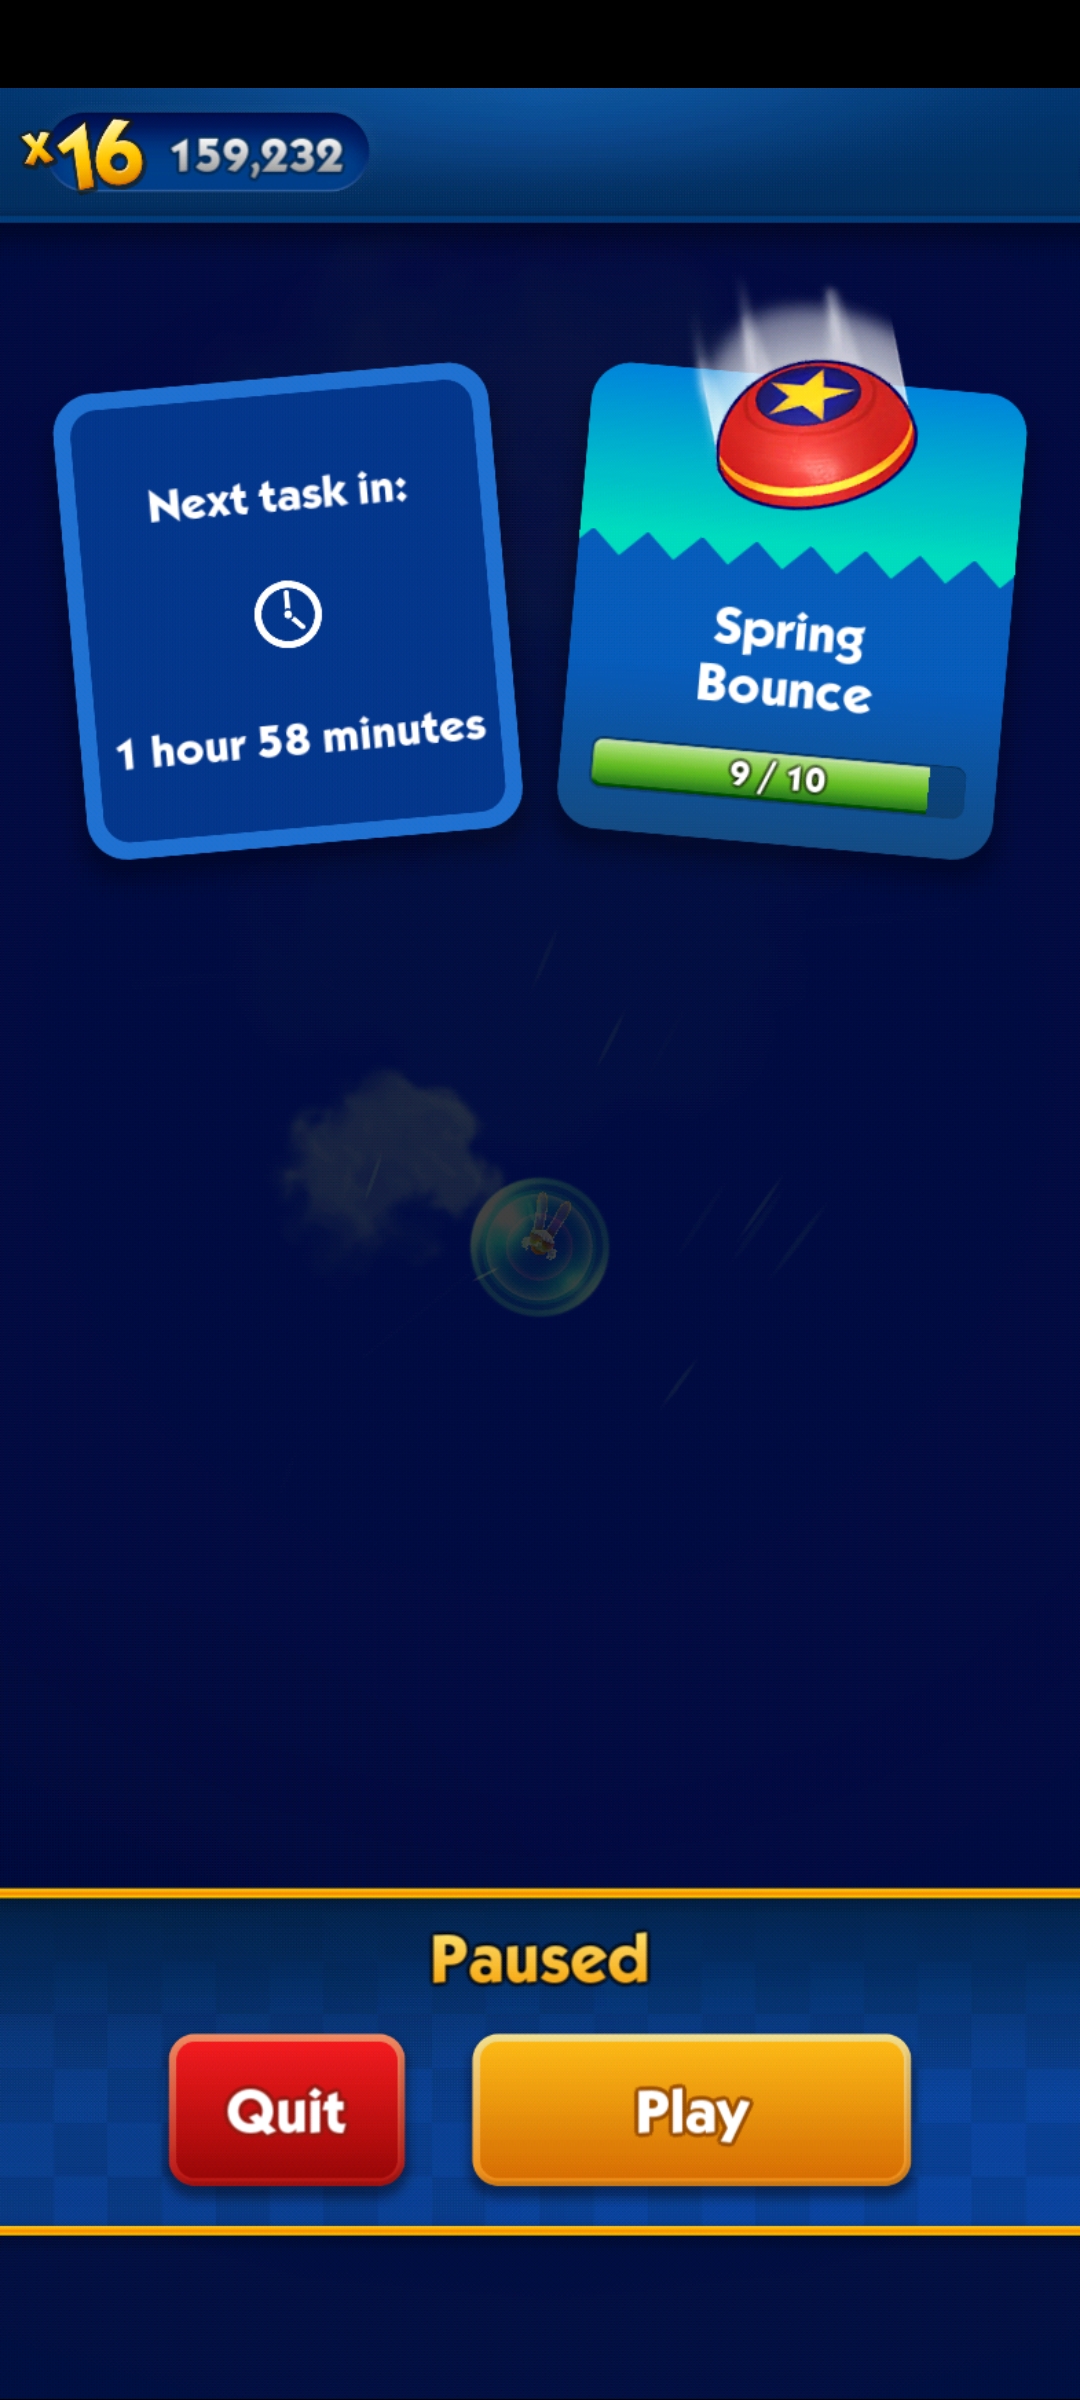 x16 159,232
Next task in:
1 hour 58 minutes
Spring
Bounce
9 / 10
Paused
Quit
Play